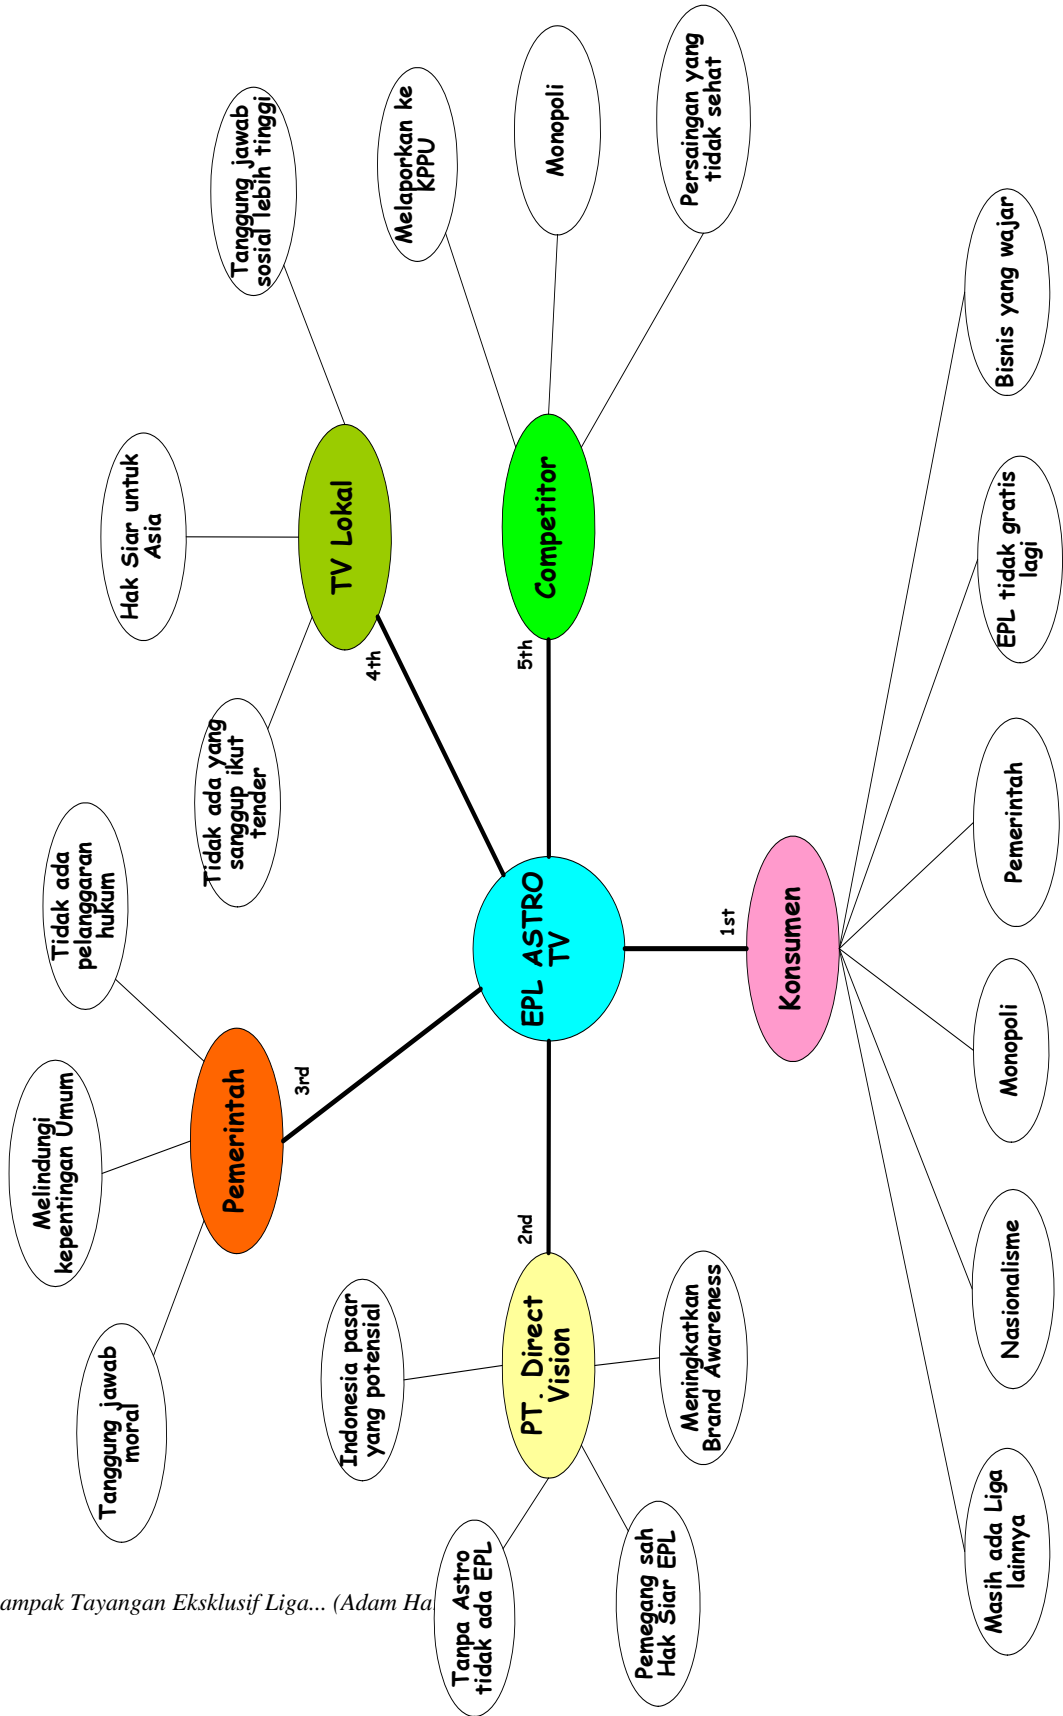 EPL ASTRO
TV
1st
Konsumen
Masih ada Liga
lainnya
Nasionalisme
Monopoli
Pemerintah
EPL tidak gratis
lagi
Bisnis yang wajar
2nd
PT. Direct
Vision
Tanpa Astro
tidak ada EPL
Indonesia pasar
yang potensial
Pemegang sah
Hak Siar EPL
Meningkatkan
Brand Awareness
3rd
Pemerintah
Tanggung jawab
moral
Melindungi
kepentingan Umum
Tidak ada
pelanggaran
hukum
4th
TV Lokal
Tidak ada yang
sanggup ikut
tender
Hak Siar untuk
Asia
Tanggung jawab
sosial lebih tinggi
5th
Competitor
Melaporkan ke
KPPU
Monopoli
Persaingan yang
tidak sehat
ampak Tayangan Eksklusif Liga... (Adam Ha